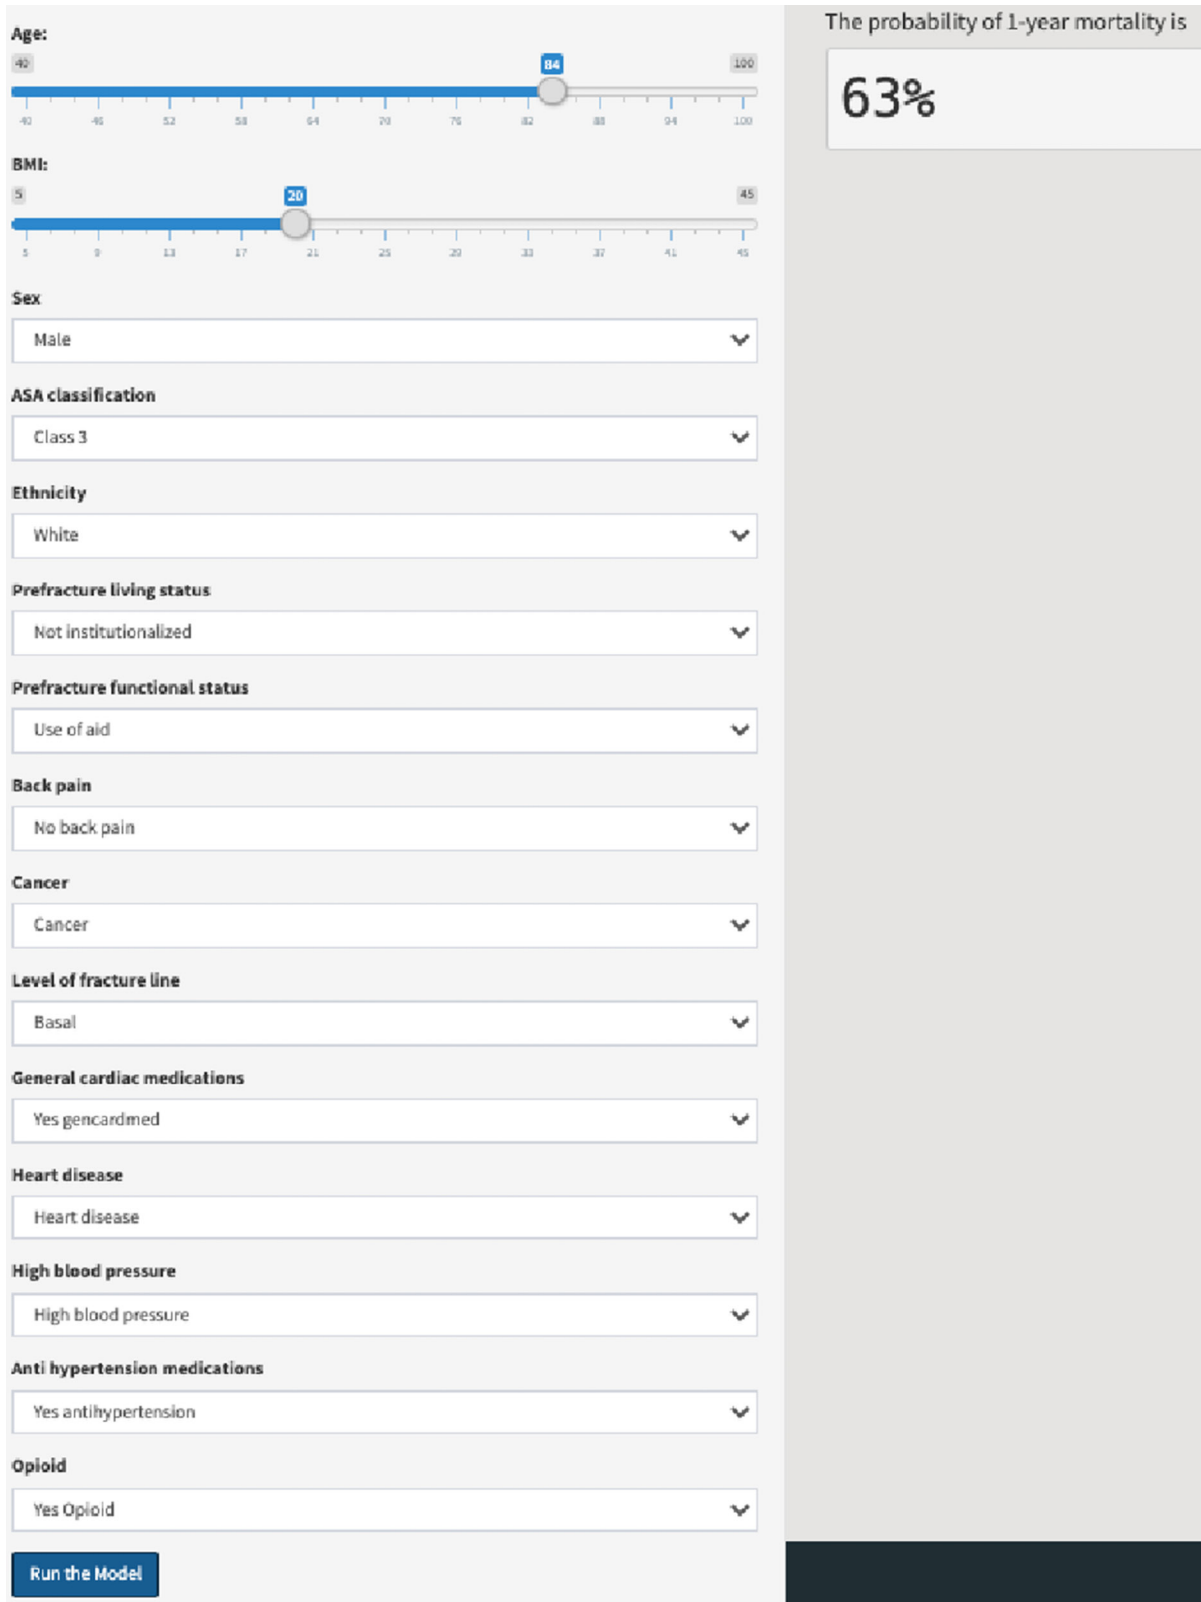 Age:
40 84 100
40 46 52 58 64 70 76 82 88 94 100
BMI:
5 20 45
5 9 13 17 21 25 29 33 37 41 45
Sex
Male
ASA classification
Class 3
Ethnicity
White
Prefracture living status
Not institutionalized
Prefracture functional status
Use of aid
Back pain
No back pain
Cancer
Cancer
Level of fracture line
Basal
General cardiac medications
Yes gencardmed
Heart disease
Heart disease
High blood pressure
High blood pressure
Anti hypertension medications
Yes antihypertension
Opioid
Yes Opioid
Run the Model
The probability of 1-year mortality is
63%